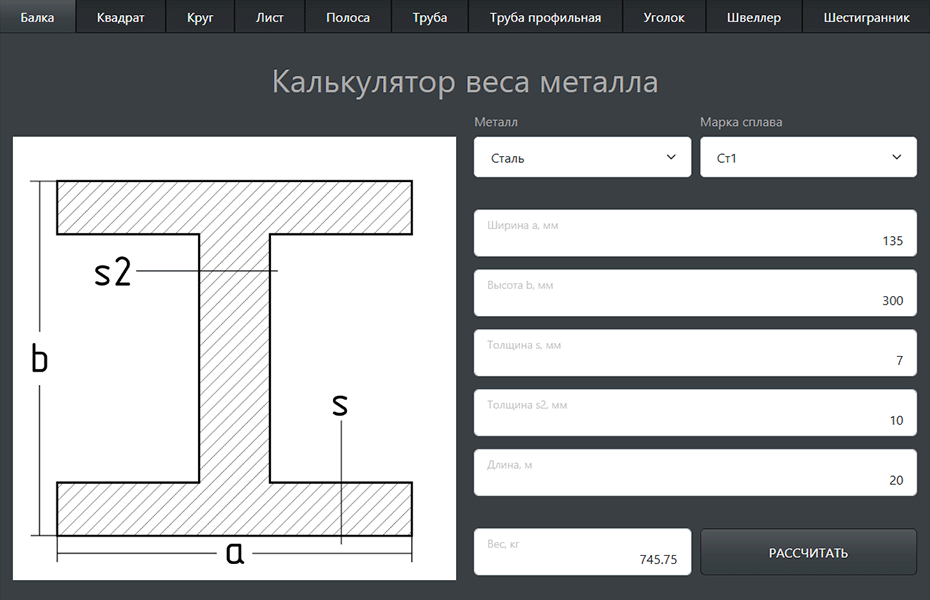 Балка Квадрат Круг Лист Полоса Труба Труба профильная Уголок Швеллер Шестигранник
Калькулятор веса металла
Металл Марка сплава
Сталь Ст1
Ширина a, мм
135
Высота b, мм
300
Толщина s, мм
7
Толщина s2, мм
10
Длина, м
20
Вес, кг
745.75
РАССЧИТАТЬ
s2
b
s
a